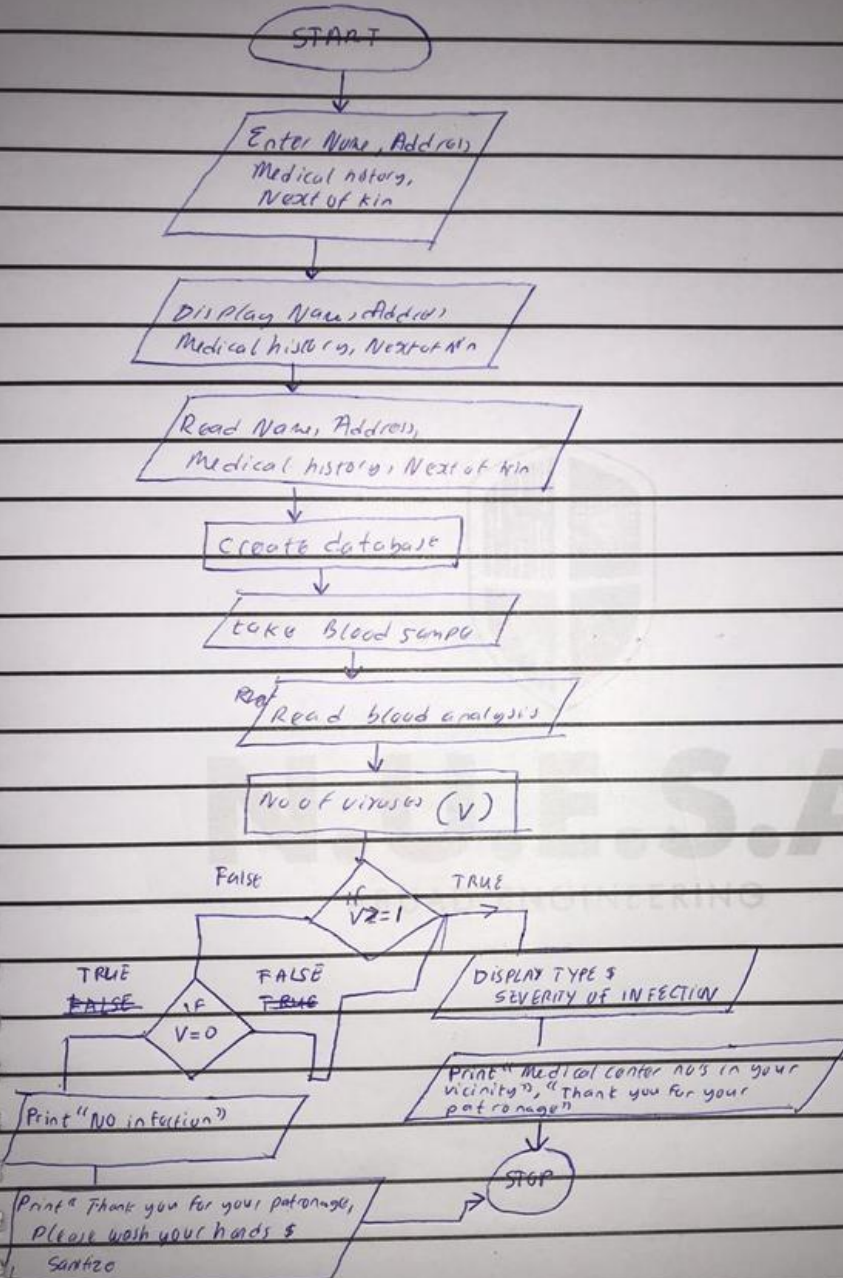 START
Enter Name, Address
Medical history,
Next of kin
Display Name, Address
Medical history, Next of kin
Read Name, Address,
Medical history, Next of kin
Create database
take Blood sampe
Read blood analysis
No of viruses (V)
False
TRUE
if
V>=1
TRUE
FALSE
FALSE
TRUE
IF
V=0
DISPLAY TYPE $
SEVERITY OF INFECTION
Print "NO infection"
Print "Medical center no's in your
vicinity", "Thank you for your
patronage"
STOP
Print "Thank you for your patronage,
Please wash your hands $
Sanitize
N.U.E.S.A
ENGINEERING